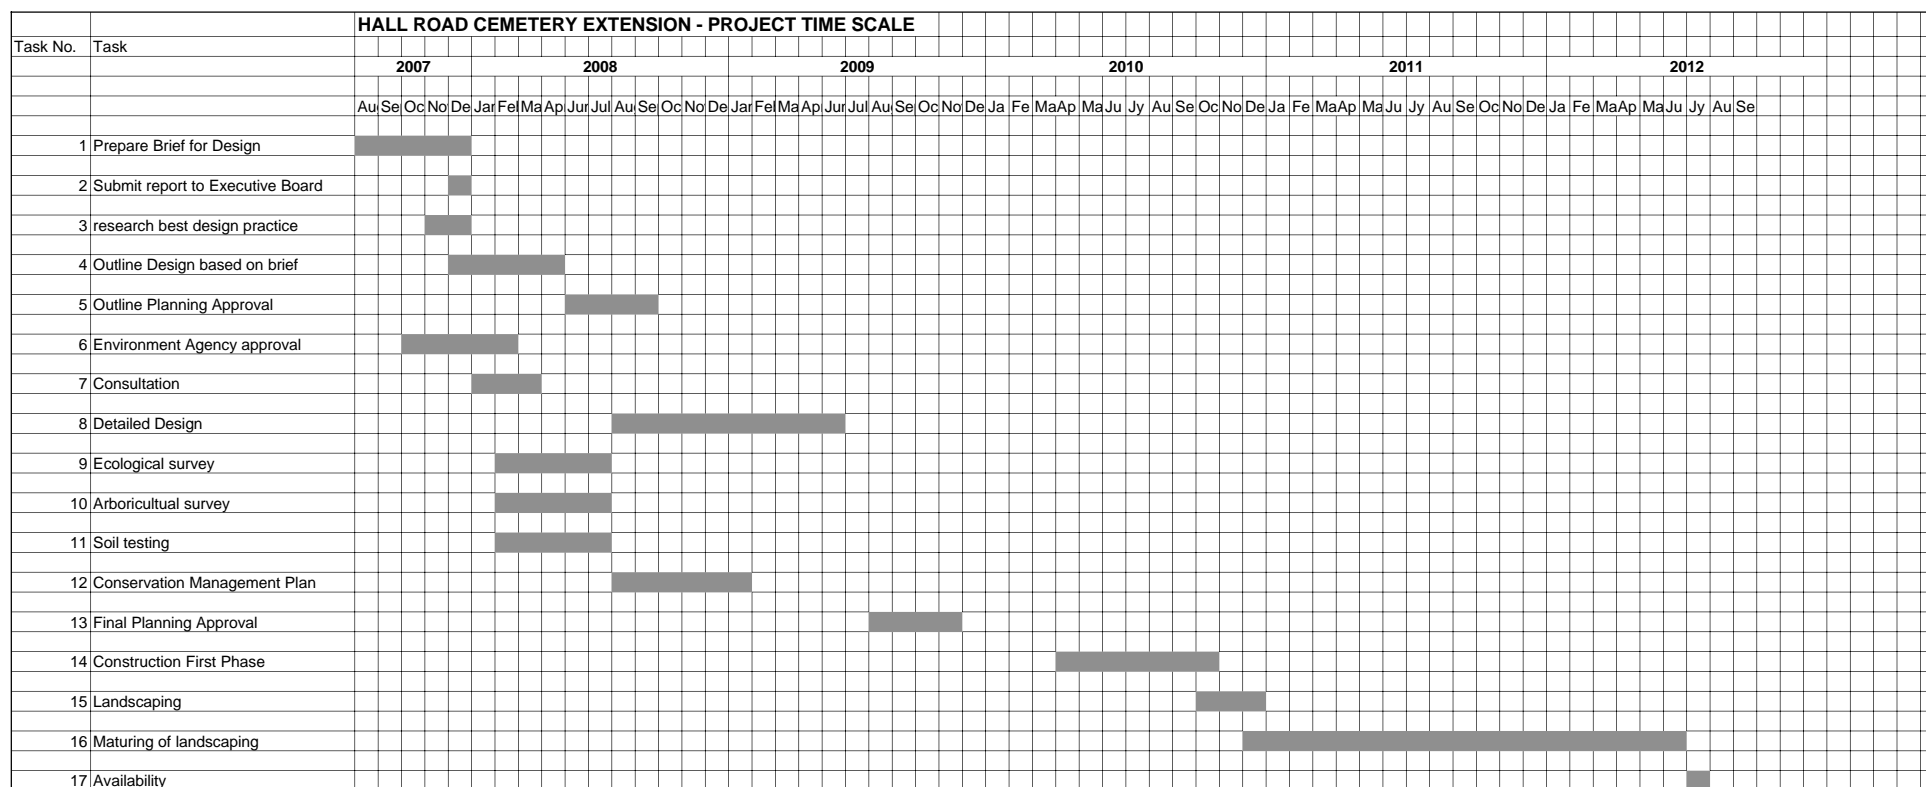 HALL ROAD CEMETERY EXTENSION - PROJECT TIME SCALE
Task No. Task
2007 2008 2009 2010 2011 2012
Au Se Oc No De Jan Feb Ma Apr Jun Jul Au Se Oc No De Jan Feb Ma Apr Jun Jul Au Se Oc No De Ja Fe Ma Ap Ma Ju Jy Au Se Oc No De Ja Fe Ma Ap Ma Ju Jy Au Se Oc No De Ja Fe Ma Ap Ma Ju Jy Au Se
1 Prepare Brief for Design
2 Submit report to Executive Board
3 research best design practice
4 Outline Design based on brief
5 Outline Planning Approval
6 Environment Agency approval
7 Consultation
8 Detailed Design
9 Ecological survey
10 Arboricultual survey
11 Soil testing
12 Conservation Management Plan
13 Final Planning Approval
14 Construction First Phase
15 Landscaping
16 Maturing of landscaping
17 Availability